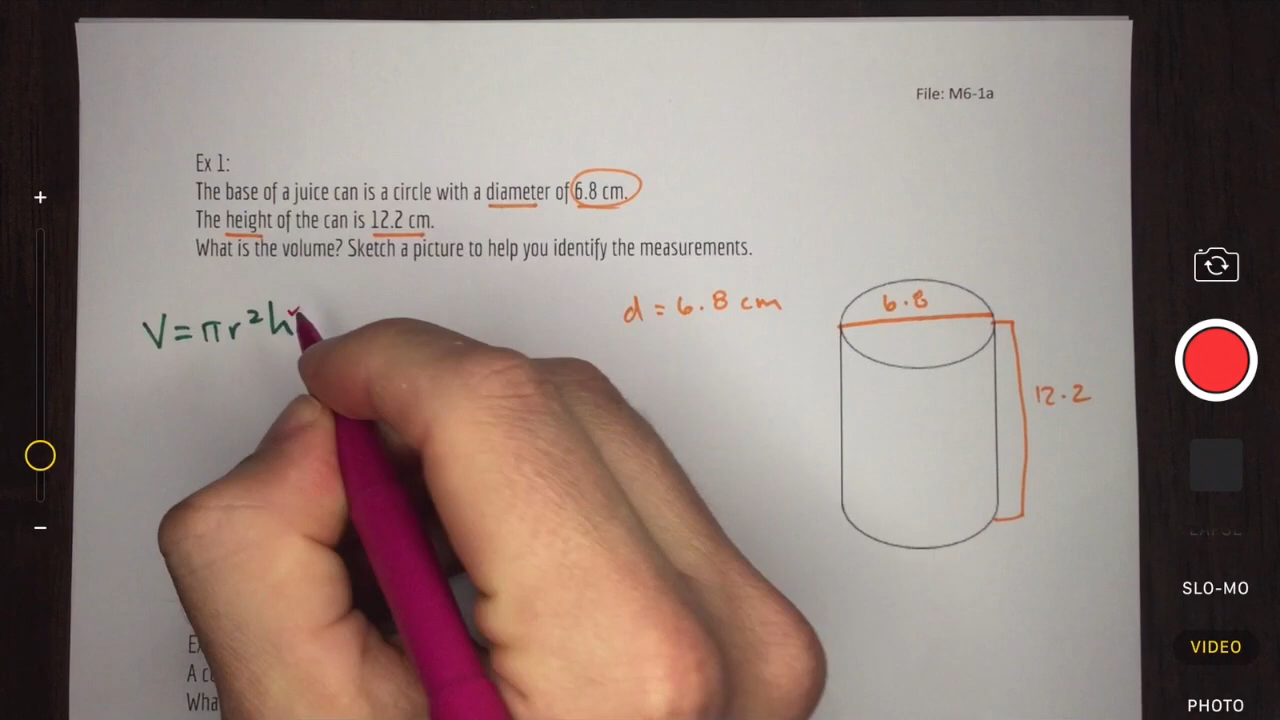 File: M6-1a
Ex 1:
The base of a juice can is a circle with a diameter of 6.8 cm.
The height of the can is 12.2 cm.
What is the volume? Sketch a picture to help you identify the measurements.
V = πr²h
d = 6.8 cm
6.8
12.2
A
Wha
+
−
SLO-MO
VIDEO
PHOTO